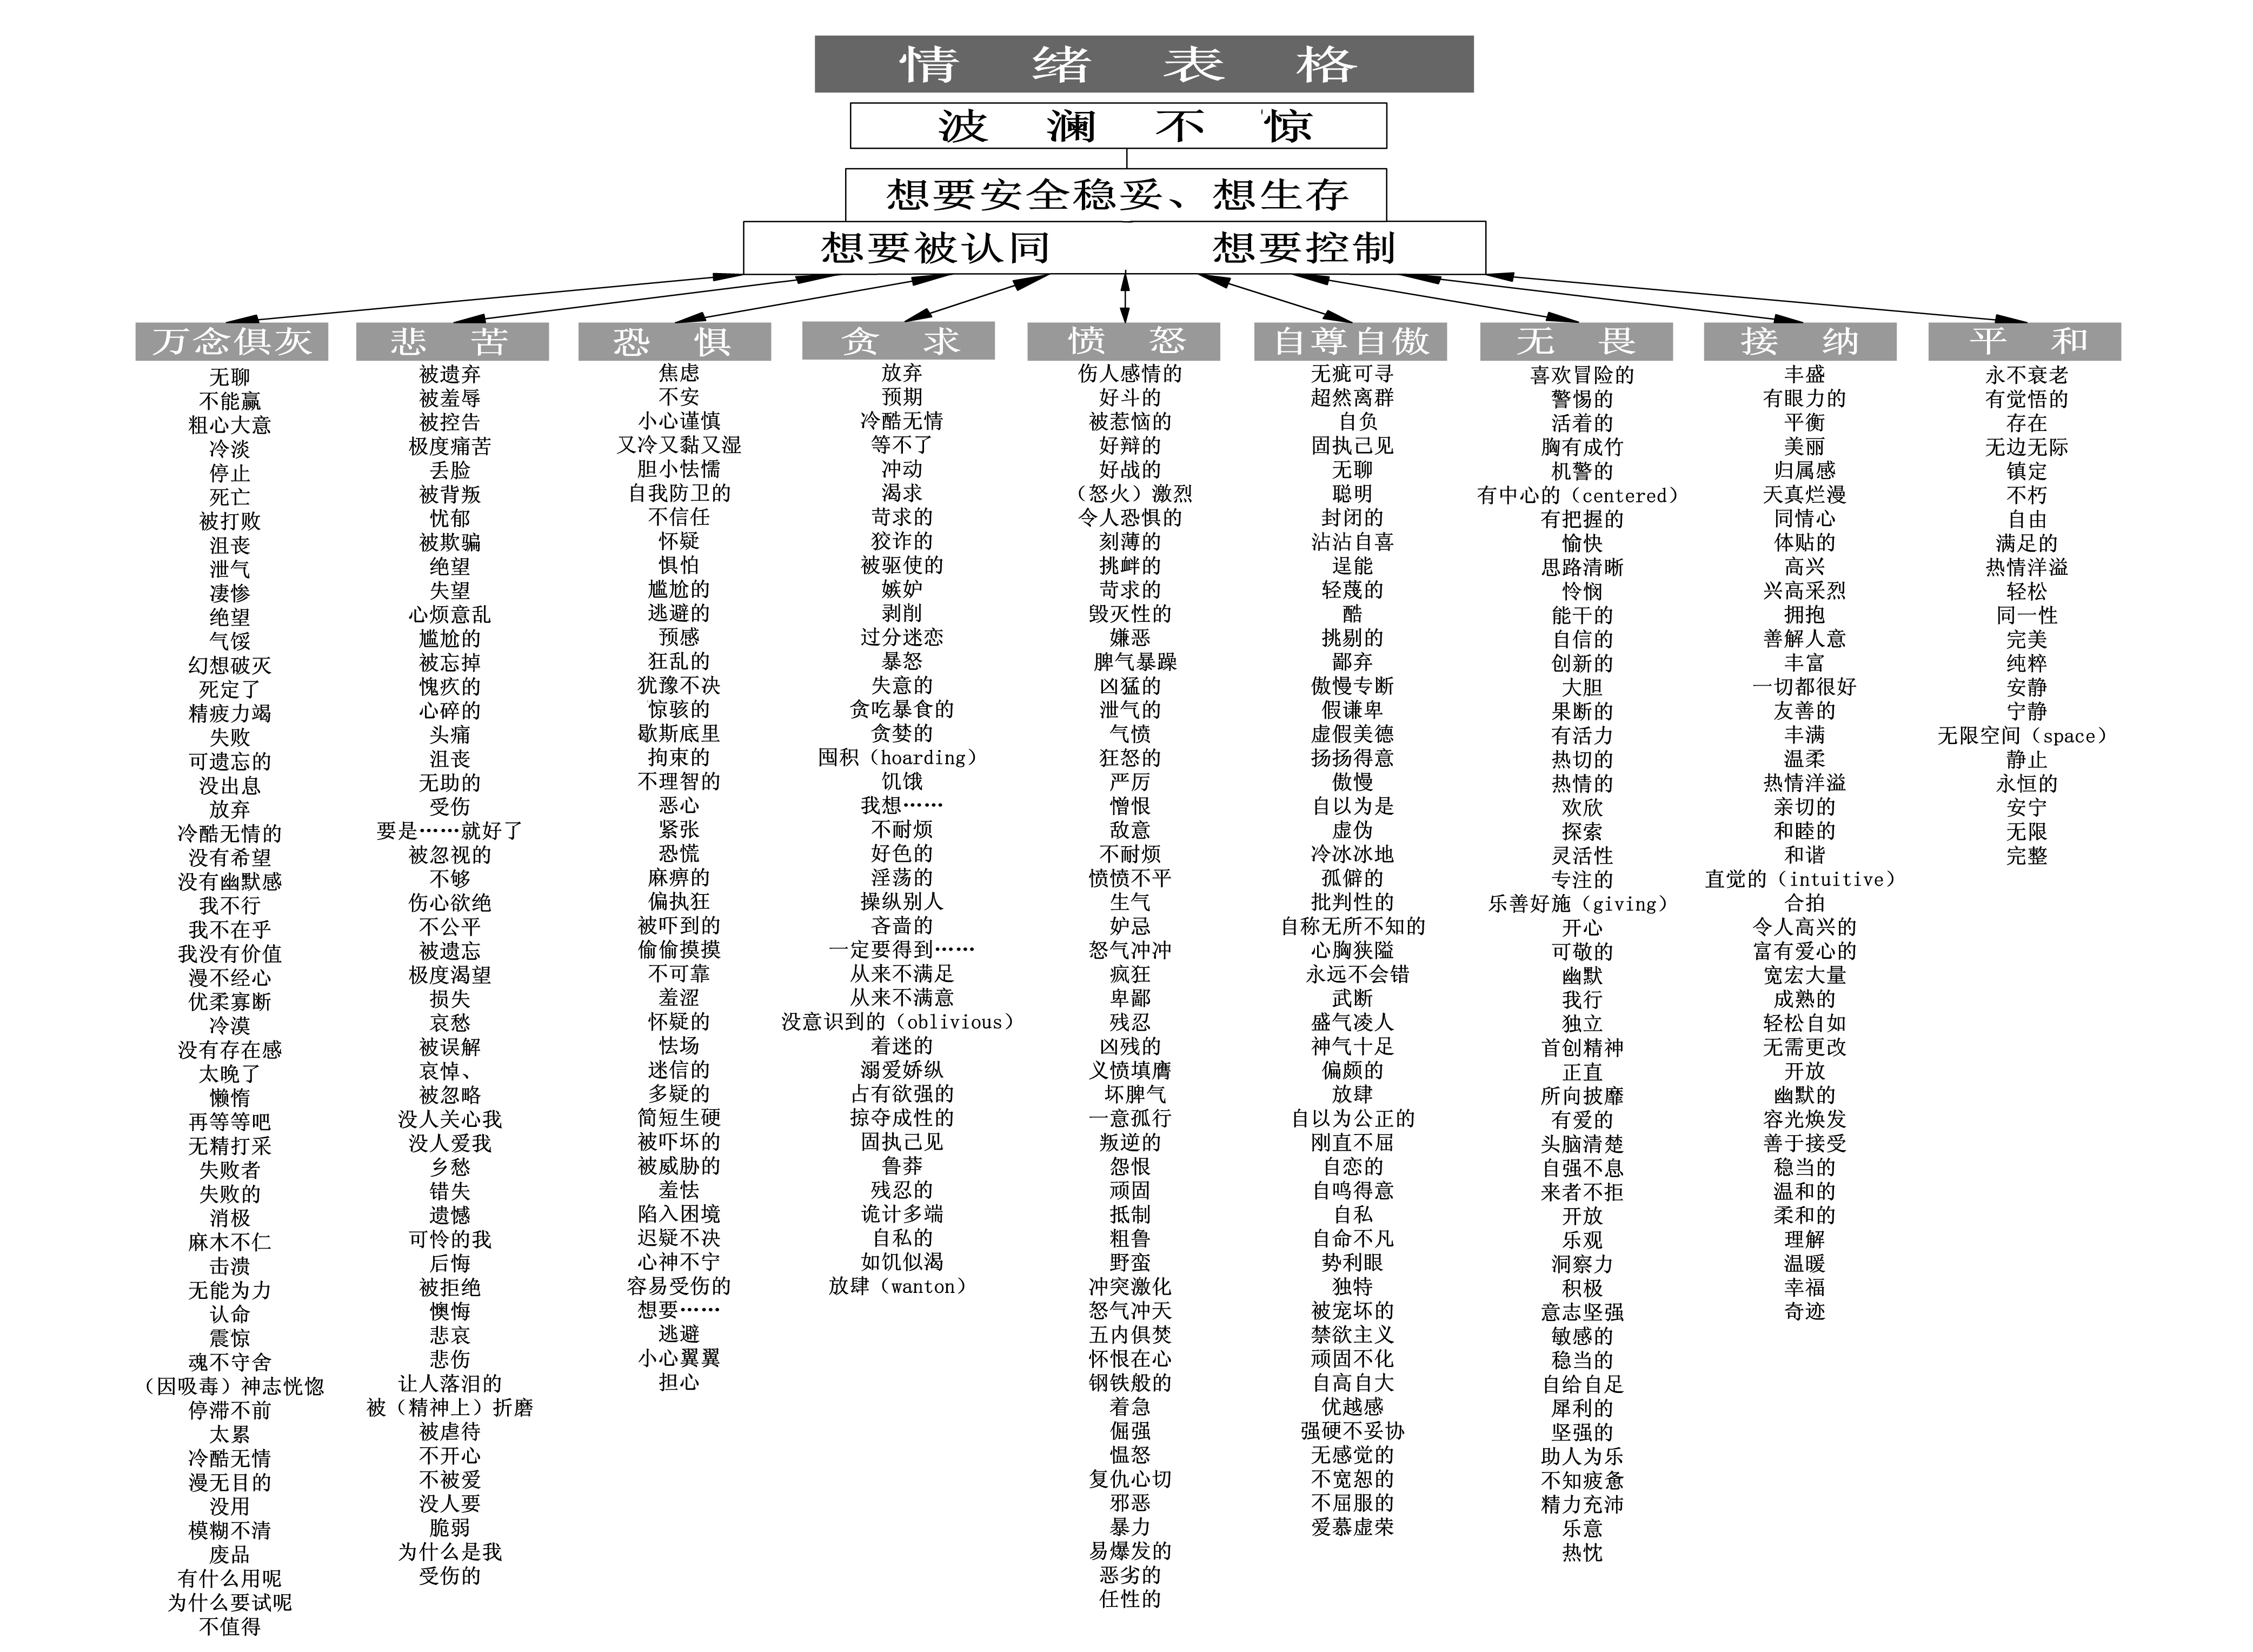 情 绪 表 格
波 澜 不 惊
想要安全稳妥、想生存
想要被认同 想要控制
万念俱灰
无聊
不能赢
粗心大意
冷淡
停止
死亡
被打败
沮丧
泄气
凄惨
绝望
气馁
幻想破灭
死定了
精疲力竭
失败
可遗忘的
没出息
放弃
冷酷无情的
没有希望
没有幽默感
我不行
我不在乎
我没有价值
漫不经心
优柔寡断
冷漠
没有存在感
太晚了
懒惰
再等等吧
无精打采
失败者
失败的
消极
麻木不仁
击溃
无能为力
认命
震惊
魂不守舍
（因吸毒）神志恍惚
停滞不前
太累
冷酷无情
漫无目的
没用
模糊不清
废品
有什么用呢
为什么要试呢
不值得
悲 苦
被遗弃
被羞辱
被控告
极度痛苦
丢脸
被背叛
忧郁
被欺骗
绝望
失望
心烦意乱
尴尬的
被忘掉
愧疚的
心碎的
头痛
沮丧
无助的
受伤
要是……就好了
被忽视的
不够
伤心欲绝
不公平
被遗忘
极度渴望
损失
哀愁
被误解
哀悼、
被忽略
没人关心我
没人爱我
乡愁
错失
遗憾
可怜的我
后悔
被拒绝
懊悔
悲哀
悲伤
让人落泪的
被（精神上）折磨
被虐待
不开心
不被爱
没人要
脆弱
为什么是我
受伤的
恐 惧
焦虑
不安
小心谨慎
又冷又黏又湿
胆小怯懦
自我防卫的
不信任
怀疑
惧怕
尴尬的
逃避的
预感
狂乱的
犹豫不决
惊骇的
歇斯底里
拘束的
不理智的
恶心
紧张
恐慌
麻痹的
偏执狂
被吓到的
偷偷摸摸
不可靠
羞涩
怀疑的
怯场
迷信的
多疑的
简短生硬
被吓坏的
被威胁的
羞怯
陷入困境
迟疑不决
心神不宁
容易受伤的
想要……
逃避
小心翼翼
担心
贪 求
放弃
预期
冷酷无情
等不了
冲动
渴求
苛求的
狡诈的
被驱使的
嫉妒
剥削
过分迷恋
暴怒
失意的
贪吃暴食的
贪婪的
囤积（hoarding）
饥饿
我想……
不耐烦
好色的
淫荡的
操纵别人
吝啬的
一定要得到……
从来不满足
从来不满意
没意识到的（oblivious）
着迷的
溺爱娇纵
占有欲强的
掠夺成性的
固执己见
鲁莽
残忍的
诡计多端
自私的
如饥似渴
放肆（wanton）
愤 怒
伤人感情的
好斗的
被惹恼的
好辩的
好战的
（怒火）激烈
令人恐惧的
刻薄的
挑衅的
苛求的
毁灭性的
嫌恶
脾气暴躁
凶猛的
泄气的
气愤
狂怒的
严厉
憎恨
敌意
不耐烦
愤愤不平
生气
妒忌
怒气冲冲
疯狂
卑鄙
残忍
凶残的
义愤填膺
坏脾气
一意孤行
叛逆的
怨恨
顽固
抵制
粗鲁
野蛮
冲突激化
怒气冲天
五内俱焚
怀恨在心
钢铁般的
着急
倔强
愠怒
复仇心切
邪恶
暴力
易爆发的
恶劣的
任性的
自尊自傲
无疵可寻
超然离群
自负
固执己见
无聊
聪明
封闭的
沾沾自喜
逞能
轻蔑的
酷
挑剔的
鄙弃
傲慢专断
假谦卑
虚假美德
扬扬得意
傲慢
自以为是
虚伪
冷冰冰地
孤僻的
批判性的
自称无所不知的
心胸狭隘
永远不会错
武断
盛气凌人
神气十足
偏颇的
放肆
自以为公正的
刚直不屈
自恋的
自鸣得意
自私
自命不凡
势利眼
独特
被宠坏的
禁欲主义
顽固不化
自高自大
优越感
强硬不妥协
无感觉的
不宽恕的
不屈服的
爱慕虚荣
无 畏
喜欢冒险的
警惕的
活着的
胸有成竹
机警的
有中心的（centered）
有把握的
愉快
思路清晰
怜悯
能干的
自信的
创新的
大胆
果断的
有活力
热切的
热情的
欢欣
探索
灵活性
专注的
乐善好施（giving）
开心
可敬的
幽默
我行
独立
首创精神
正直
所向披靡
有爱的
头脑清楚
自强不息
来者不拒
开放
乐观
洞察力
积极
意志坚强
敏感的
稳当的
自给自足
犀利的
坚强的
助人为乐
不知疲惫
精力充沛
乐意
热忱
接 纳
丰盛
有眼力的
平衡
美丽
归属感
天真烂漫
同情心
体贴的
高兴
兴高采烈
拥抱
善解人意
丰富
一切都很好
友善的
丰满
温柔
热情洋溢
亲切的
和睦的
和谐
直觉的（intuitive）
合拍
令人高兴的
富有爱心的
宽宏大量
成熟的
轻松自如
无需更改
开放
幽默的
容光焕发
善于接受
稳当的
温和的
柔和的
理解
温暖
幸福
奇迹
平 和
永不衰老
有觉悟的
存在
无边无际
镇定
不朽
自由
满足的
热情洋溢
轻松
同一性
完美
纯粹
安静
宁静
无限空间（space）
静止
永恒的
安宁
无限
完整